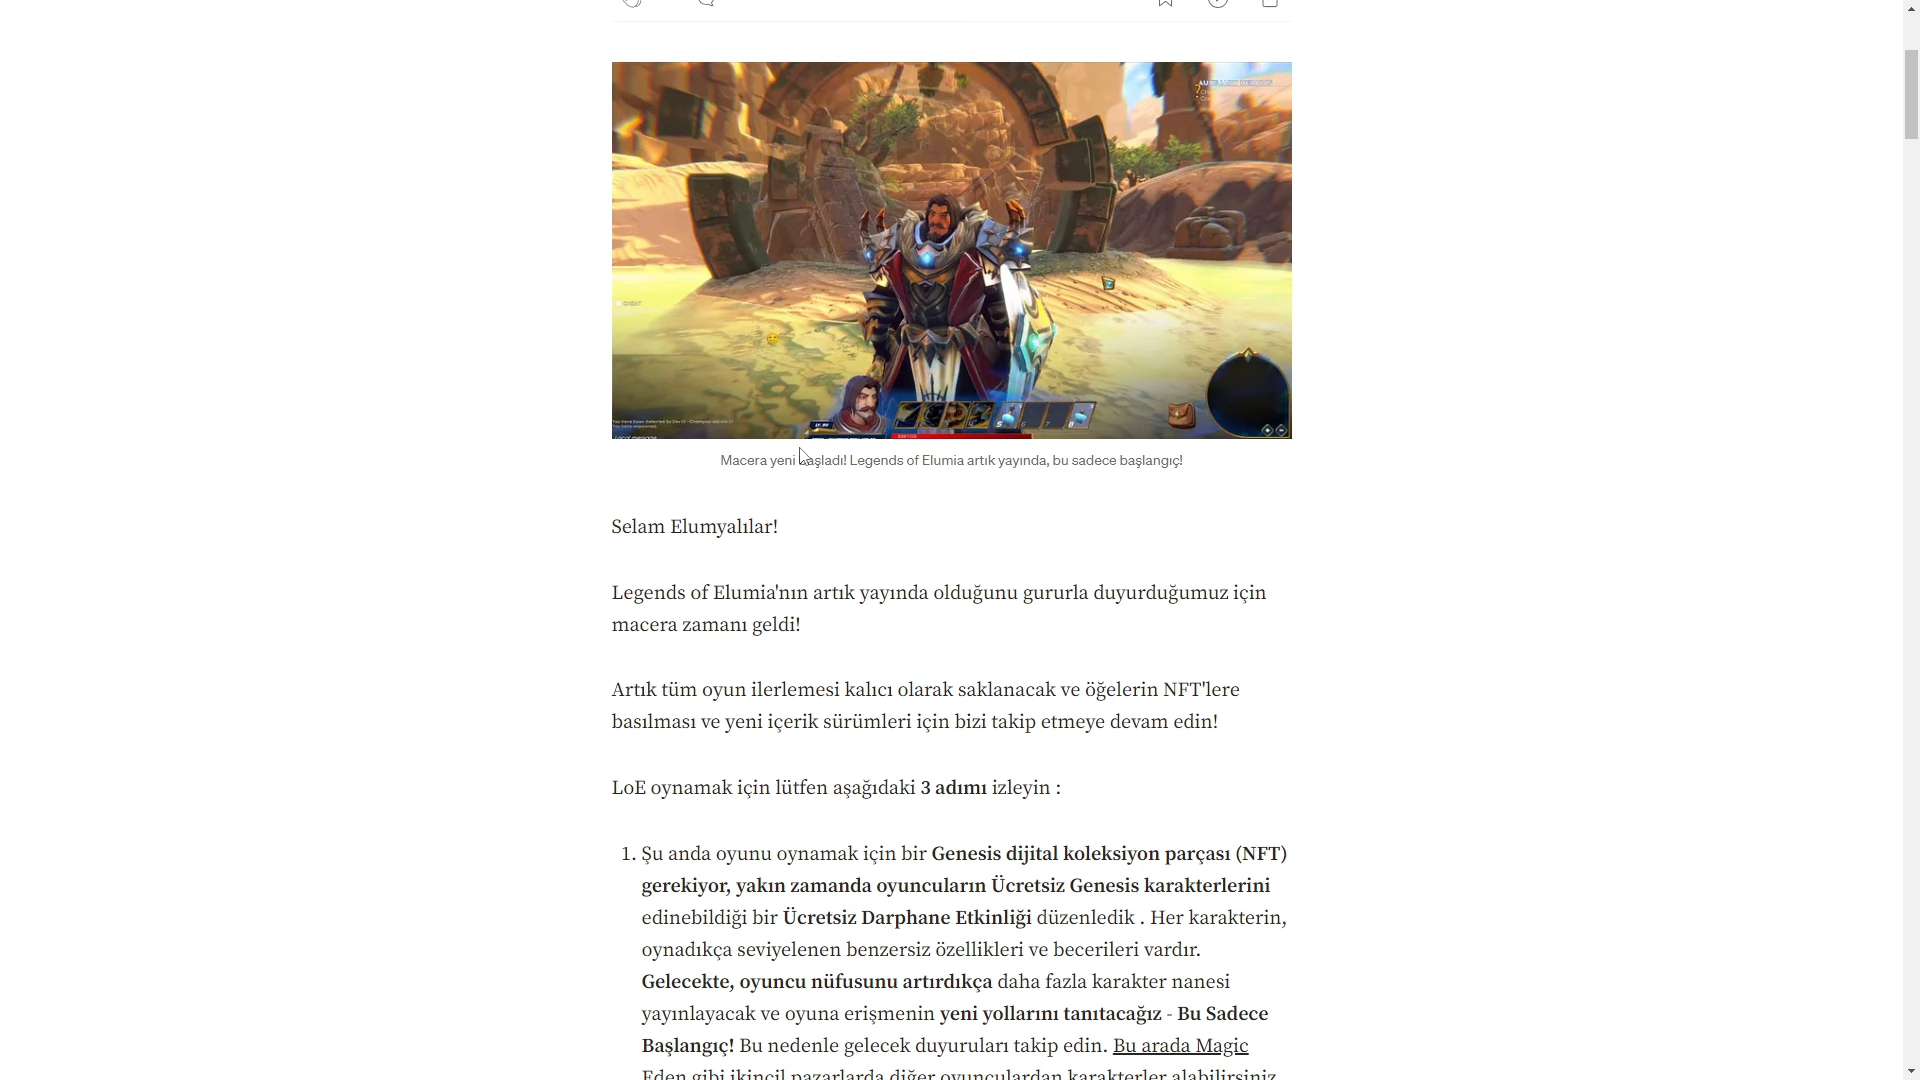 Macera yeni başladı! Legends of Elumia artık yayında, bu sadece başlangıç!
Selam Elumyalılar!
Legends of Elumia'nın artık yayında olduğunu gururla duyurduğumuz için
macera zamanı geldi!
Artık tüm oyun ilerlemesi kalıcı olarak saklanacak ve öğelerin NFT'lere
basılması ve yeni içerik sürümleri için bizi takip etmeye devam edin!
LoE oynamak için lütfen aşağıdaki 3 adımı izleyin :
1. Şu anda oyunu oynamak için bir Genesis dijital koleksiyon parçası (NFT)
gerekiyor, yakın zamanda oyuncuların Ücretsiz Genesis karakterlerini
edinebildiği bir Ücretsiz Darphane Etkinliği düzenledik . Her karakterin,
oynadıkça seviyelenen benzersiz özellikleri ve becerileri vardır.
Gelecekte, oyuncu nüfusunu artırdıkça daha fazla karakter nanesi
yayınlayacak ve oyuna erişmenin yeni yollarını tanıtacağız - Bu Sadece
Başlangıç! Bu nedenle gelecek duyuruları takip edin. Bu arada Magic
Eden gibi ikincil pazarlarda diğer oyunculardan karakterler alabilirsiniz